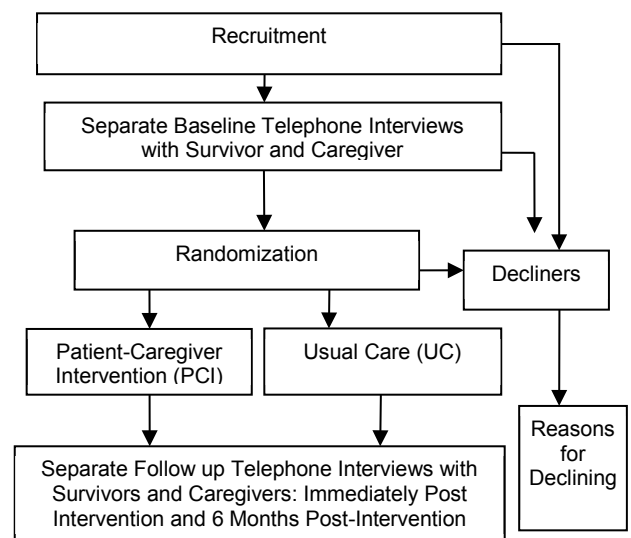 Recruitment
Separate Baseline Telephone Interviews
with Survivor and Caregiver
Randomization
Decliners
Patient-Caregiver
Intervention (PCI)
Usual Care (UC)
Reasons
for
Declining
Separate Follow up Telephone Interviews with
Survivors and Caregivers: Immediately Post
Intervention and 6 Months Post-Intervention